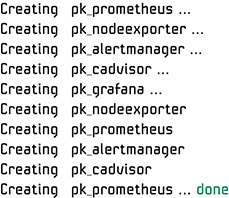 Creating pk_prometheus ...
Creating pk_nodeexporter ...
Creating pk_alertmanager ...
Creating pk_cadvisor ...
Creating pk_grafana ...
Creating pk_nodeexporter
Creating pk_prometheus
Creating pk_alertmanager
Creating pk_cadvisor
Creating pk_prometheus ... done